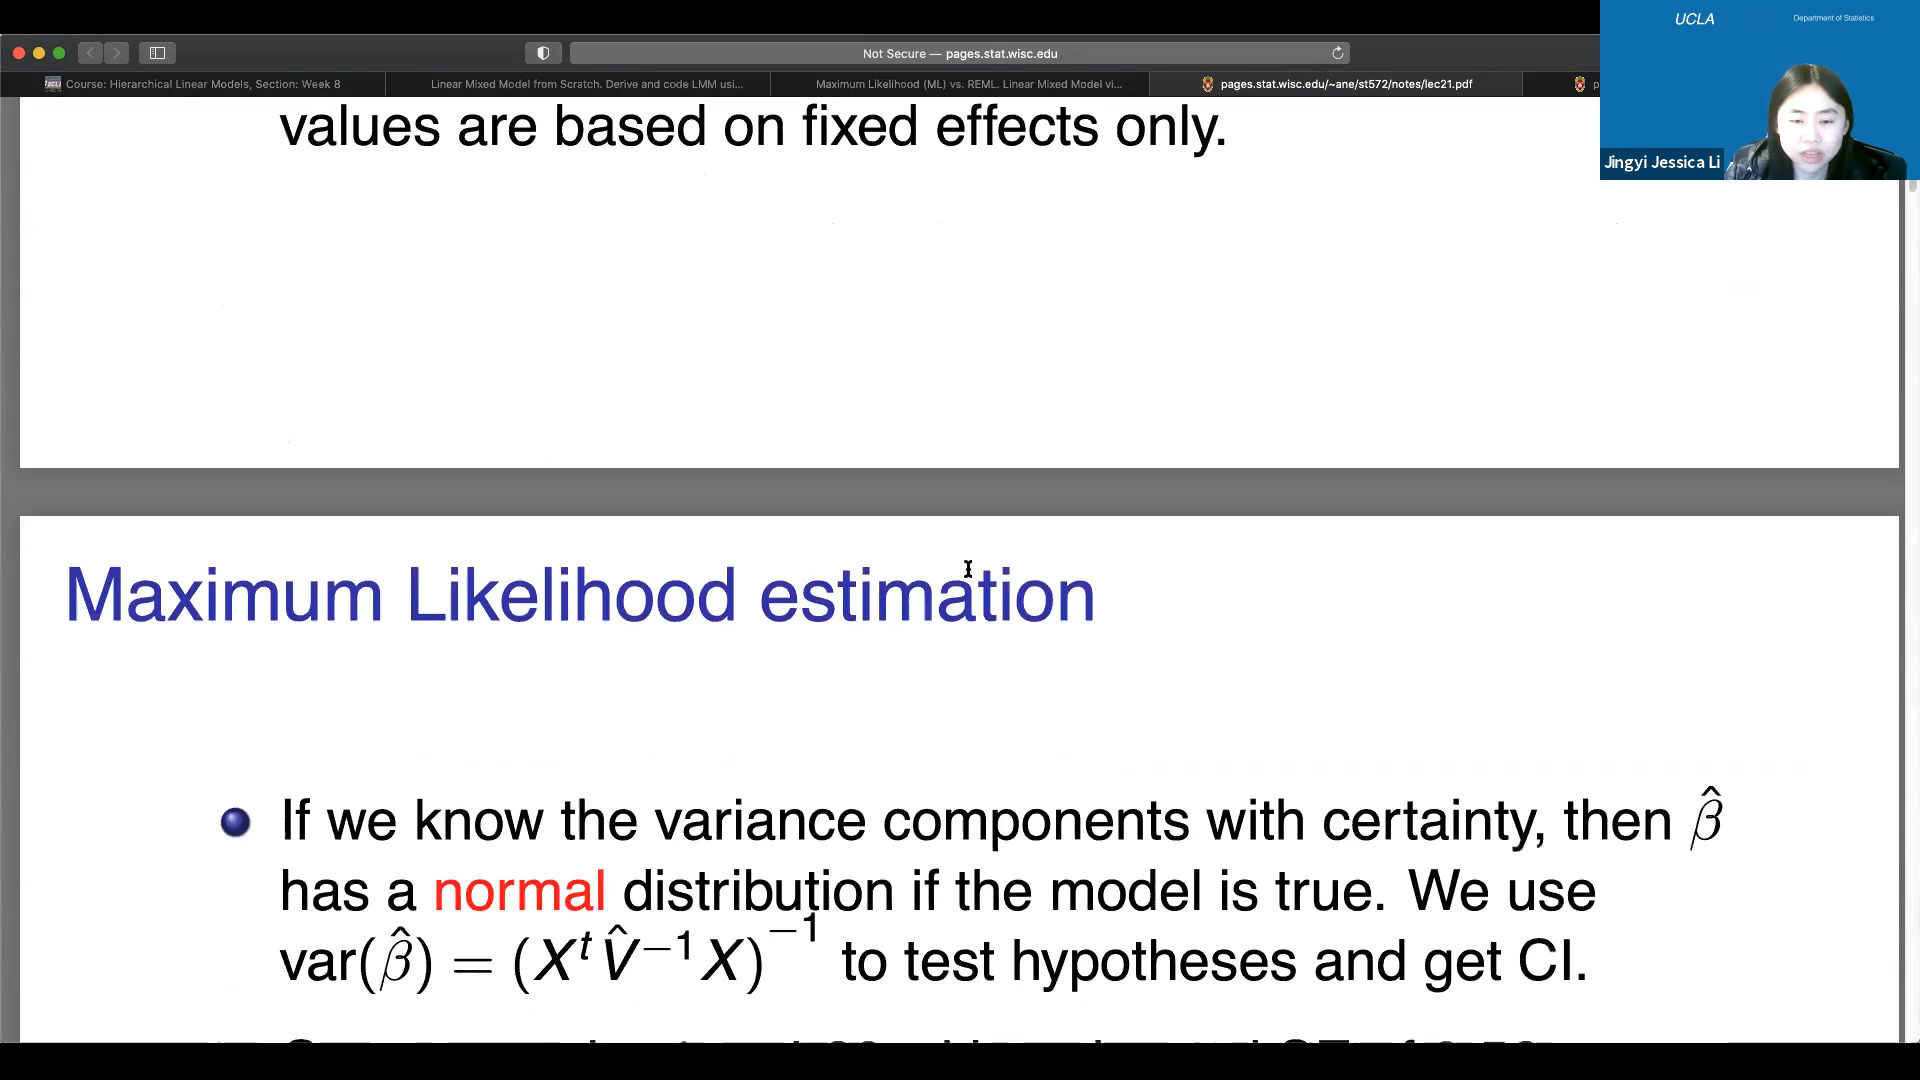 UCLA
Department of Statistics
Not Secure — pages.stat.wisc.edu
Course: Hierarchical Linear Models, Section: Week 8
Linear Mixed Model from Scratch. Derive and code LMM usi...
Maximum Likelihood (ML) vs. REML. Linear Mixed Model vi...
pages.stat.wisc.edu/~ane/st572/notes/lec21.pdf
Jingyi Jessica Li
values are based on fixed effects only.
Maximum Likelihood estimation
If we know the variance components with certainty, then β̂
has a normal distribution if the model is true. We use
var(β̂) = (XᵗV̂⁻¹X)⁻¹ to test hypotheses and get CI.